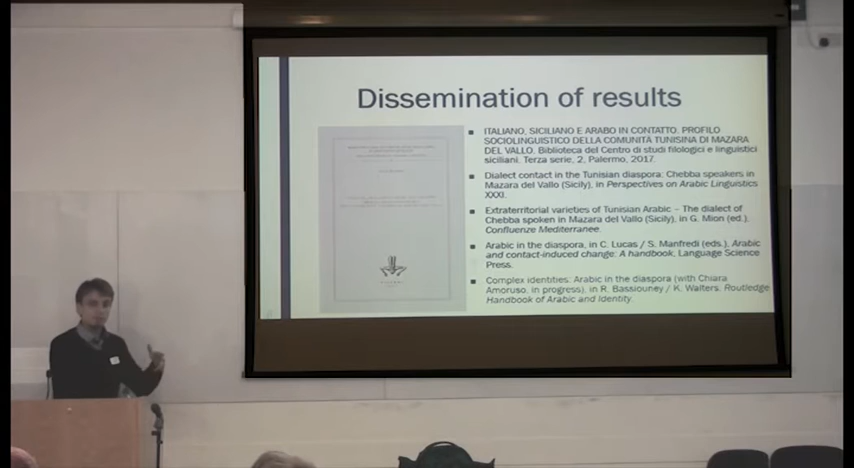 Dissemination of results
ITALIANO, SICILIANO E ARABO IN CONTATTO. PROFILO
SOCIOLINGUISTICO DELLA COMUNITÀ TUNISINA DI MAZARA
DEL VALLO, Biblioteca del Centro di studi filologici e linguistici
siciliani. Terza serie, 2, Palermo, 2017.
Dialect contact in the Tunisian diaspora: Chebba speakers in
Mazara del Vallo (Sicily), in Perspectives on Arabic Linguistics
XXXI.
Extraterritorial varieties of Tunisian Arabic – The dialect of
Chebba spoken in Mazara del Vallo (Sicily), in G. Mion (ed.),
Confluenze Mediterranee.
Arabic in the diaspora, in C. Lucas / S. Manfredi (eds.), Arabic
and contact-induced change: A handbook, Language Science
Press.
Complex identities: Arabic in the diaspora (with Chiara
Amoruso, in progress), in R. Bassiouney / K. Walters, Routledge
Handbook of Arabic and Identity.